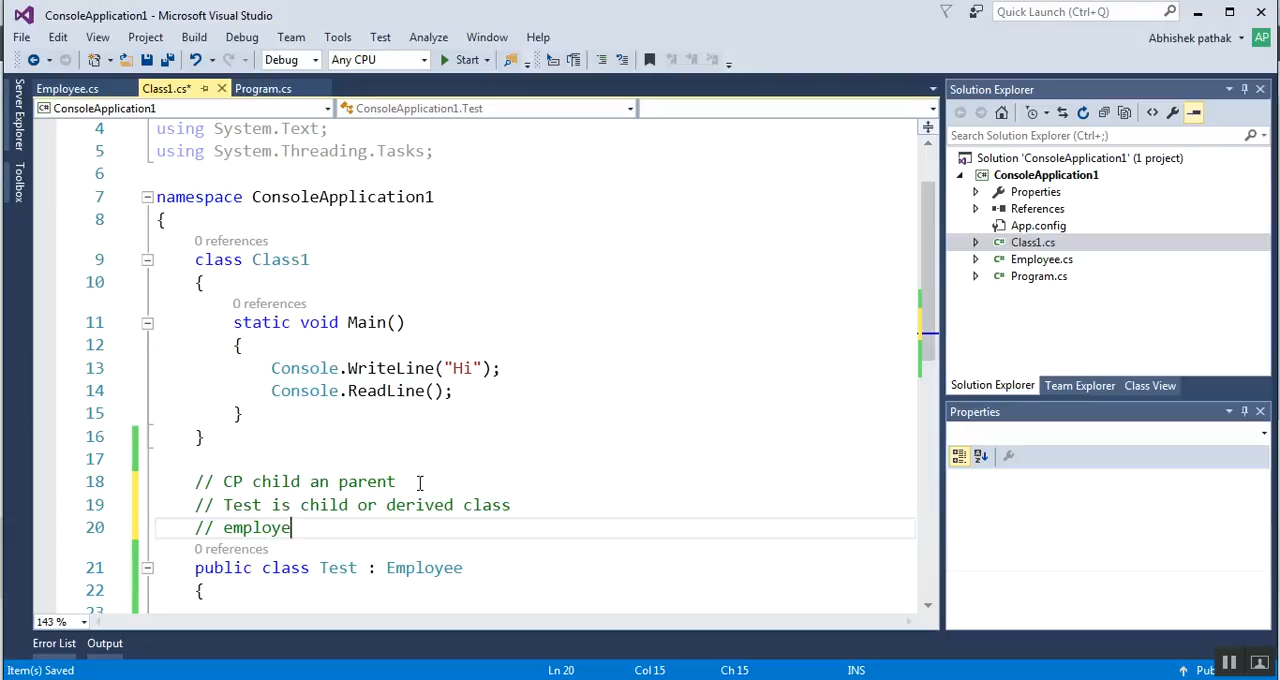 ConsoleApplication1 - Microsoft Visual Studio
Quick Launch (Ctrl+Q)
File Edit View Project Build Debug Team Tools Test Analyze Window Help
Abhishek pathak AP
Debug Any CPU Start
Server Explorer
Toolbox
Employee.cs Class1.cs* Program.cs
ConsoleApplication1 ConsoleApplication1.Test
4 using System.Text;
5 using System.Threading.Tasks;
6
7 namespace ConsoleApplication1
8 {
0 references
9 class Class1
10 {
0 references
11 static void Main()
12 {
13 Console.WriteLine("Hi");
14 Console.ReadLine();
15 }
16 }
17
18 // CP child an parent
19 // Test is child or derived class
20 // employe
0 references
21 public class Test : Employee
22 {
23
143 %
Solution Explorer
Search Solution Explorer (Ctrl+;)
Solution 'ConsoleApplication1' (1 project)
ConsoleApplication1
Properties
References
App.config
Class1.cs
Employee.cs
Program.cs
Solution Explorer Team Explorer Class View
Properties
Error List Output
Item(s) Saved Ln 20 Col 15 Ch 15 INS Pub